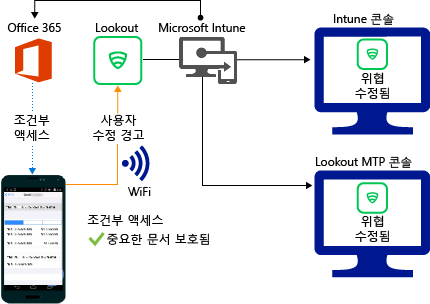 Office 365
Lookout
Microsoft Intune
Intune 콘솔
위협
수정됨
조건부
액세스
사용자
수정 경고
WiFi
Lookout MTP 콘솔
위협
수정됨
조건부 액세스
중요한 문서 보호됨